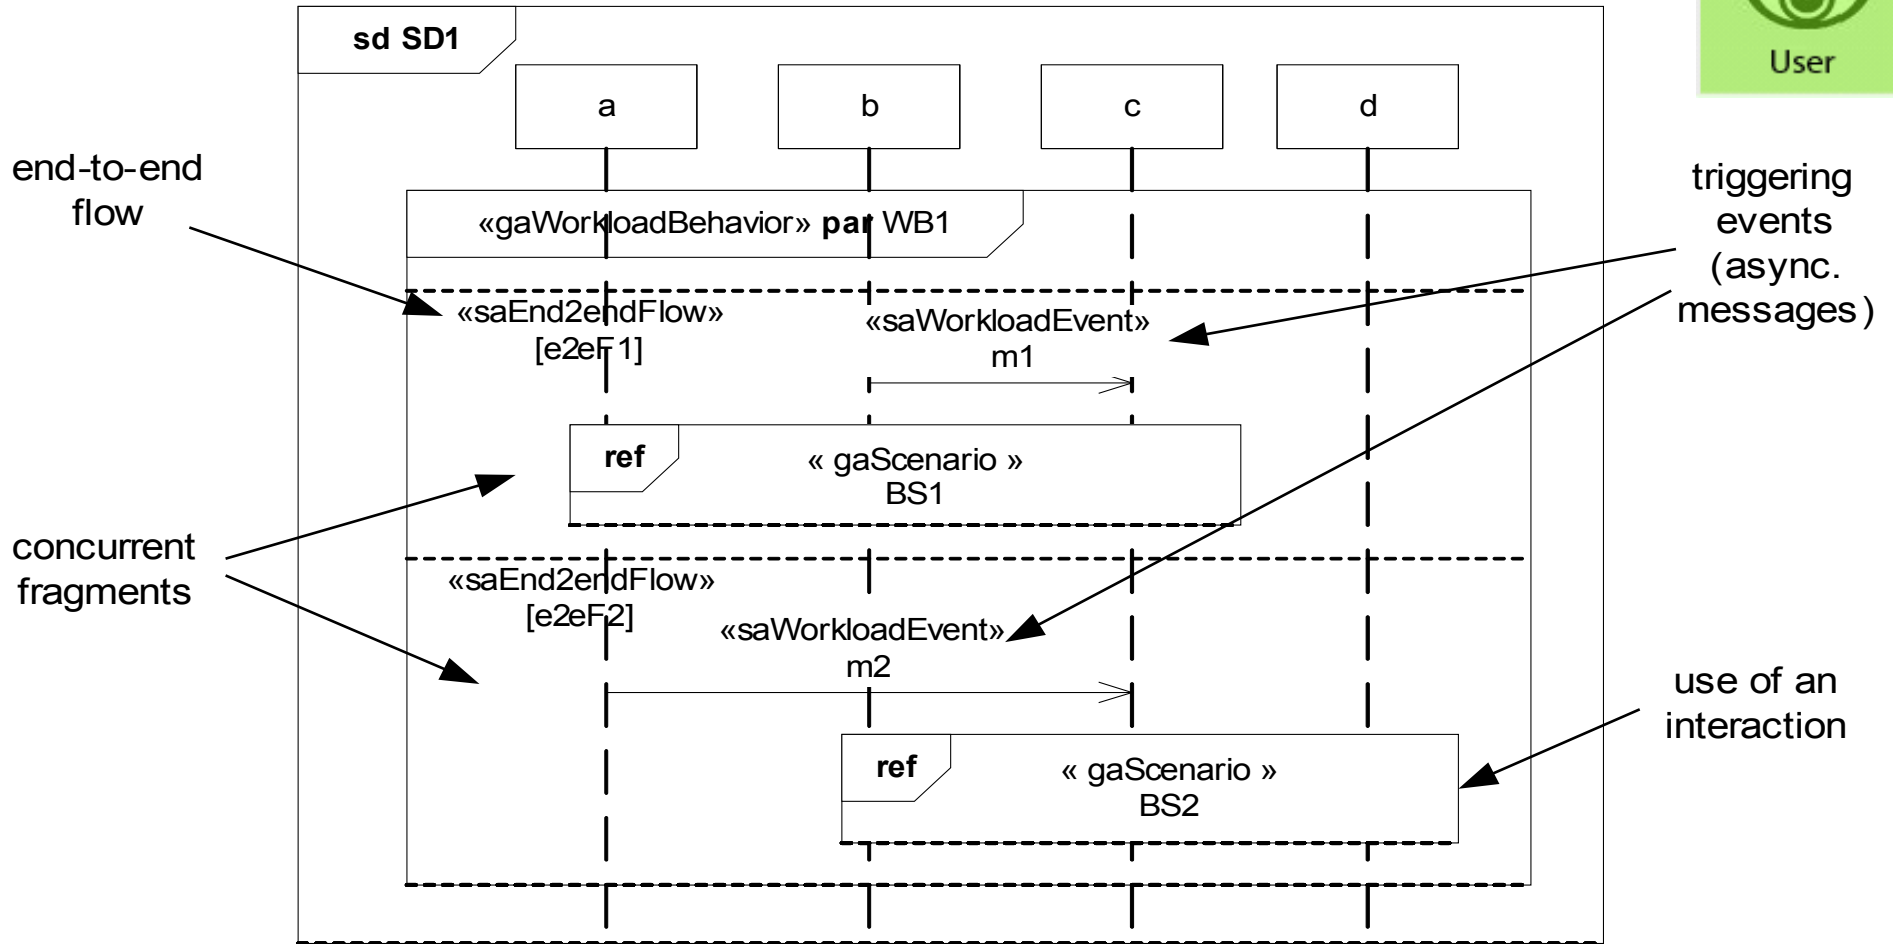 sd SD1
User
a
b
c
d
end-to-end
flow
«gaWorkloadBehavior» par WB1
triggering
events
(async.
messages)
«saEnd2endFlow»
[e2eF1]
«saWorkloadEvent»
m1
ref
« gaScenario »
BS1
concurrent
fragments
«saEnd2endFlow»
[e2eF2]
«saWorkloadEvent»
m2
use of an
interaction
ref
« gaScenario »
BS2